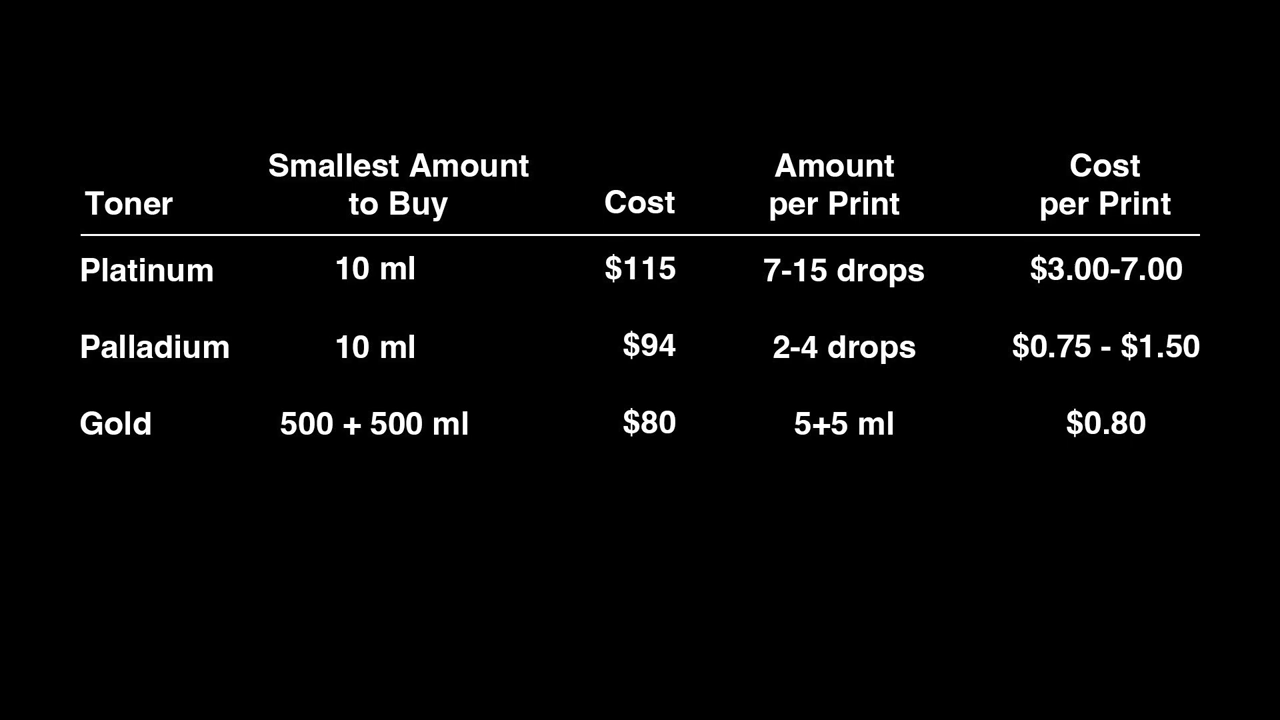 Toner Smallest Amount to Buy Cost Amount per Print Cost per Print
Platinum 10 ml $115 7-15 drops $3.00-7.00
Palladium 10 ml $94 2-4 drops $0.75 - $1.50
Gold 500 + 500 ml $80 5+5 ml $0.80